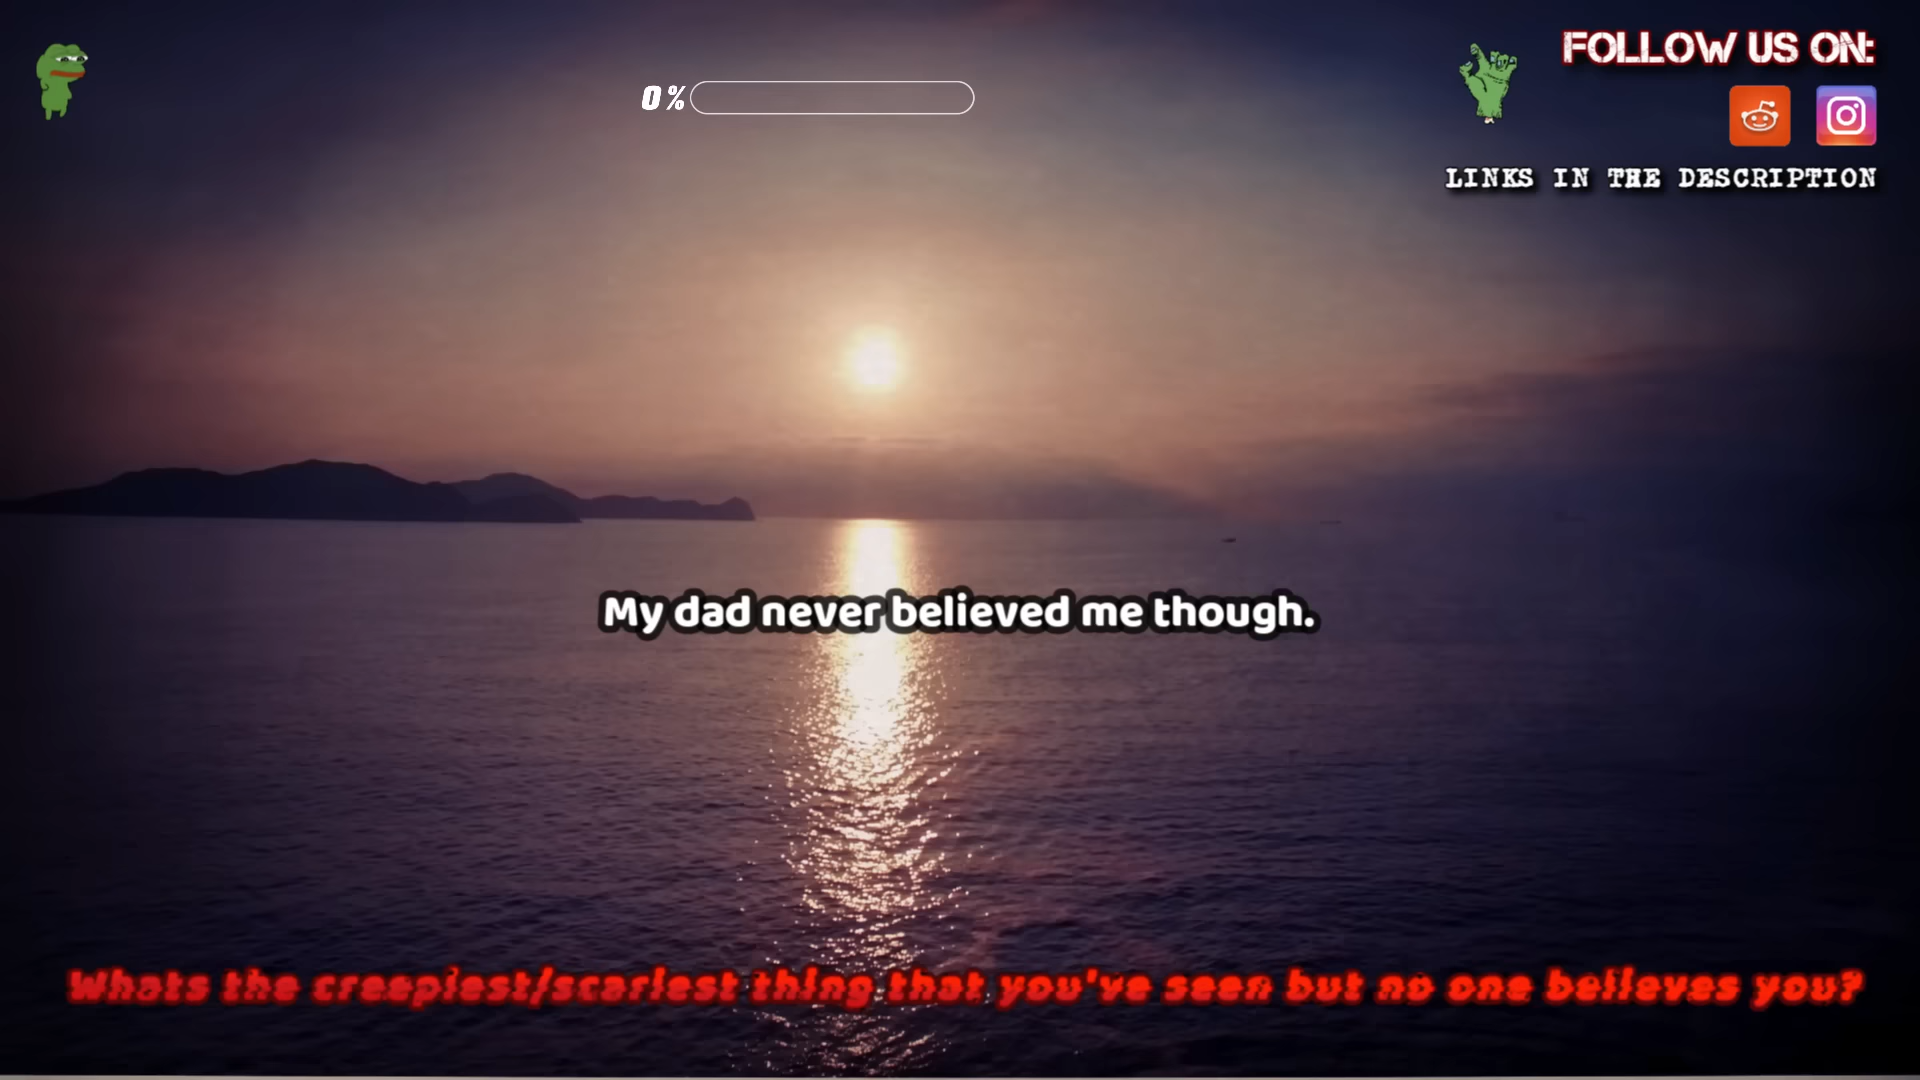 FOLLOW US ON:
0%
LINKS IN THE DESCRIPTION
My dad never believed me though.
Whats the creepiest/scariest thing that you've seen but no one believes you?